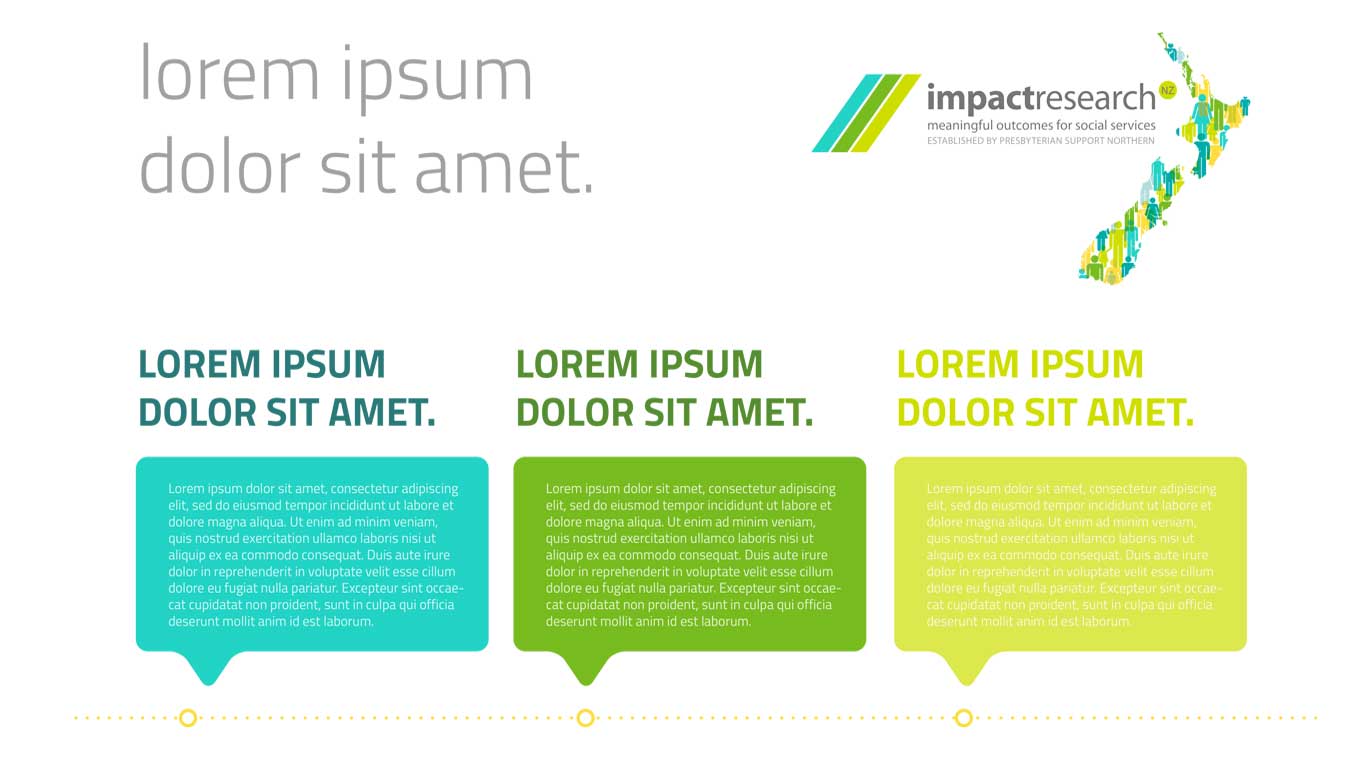 lorem ipsum
dolor sit amet.
impactresearch NZ
meaningful outcomes for social services
ESTABLISHED BY PRESBYTERIAN SUPPORT NORTHERN
LOREM IPSUM
DOLOR SIT AMET.
Lorem ipsum dolor sit amet, consectetur adipiscing
elit, sed do eiusmod tempor incididunt ut labore et
dolore magna aliqua. Ut enim ad minim veniam,
quis nostrud exercitation ullamco laboris nisi ut
aliquip ex ea commodo consequat. Duis aute irure
dolor in reprehenderit in voluptate velit esse cillum
dolore eu fugiat nulla pariatur. Excepteur sint occae-
cat cupidatat non proident, sunt in culpa qui officia
deserunt mollit anim id est laborum.
LOREM IPSUM
DOLOR SIT AMET.
Lorem ipsum dolor sit amet, consectetur adipiscing
elit, sed do eiusmod tempor incididunt ut labore et
dolore magna aliqua. Ut enim ad minim veniam,
quis nostrud exercitation ullamco laboris nisi ut
aliquip ex ea commodo consequat. Duis aute irure
dolor in reprehenderit in voluptate velit esse cillum
dolore eu fugiat nulla pariatur. Excepteur sint occae-
cat cupidatat non proident, sunt in culpa qui officia
deserunt mollit anim id est laborum.
LOREM IPSUM
DOLOR SIT AMET.
Lorem ipsum dolor sit amet, consectetur adipiscing
elit, sed do eiusmod tempor incididunt ut labore et
dolore magna aliqua. Ut enim ad minim veniam,
quis nostrud exercitation ullamco laboris nisi ut
aliquip ex ea commodo consequat. Duis aute irure
dolor in reprehenderit in voluptate velit esse cillum
dolore eu fugiat nulla pariatur. Excepteur sint occae-
cat cupidatat non proident, sunt in culpa qui officia
deserunt mollit anim id est laborum.